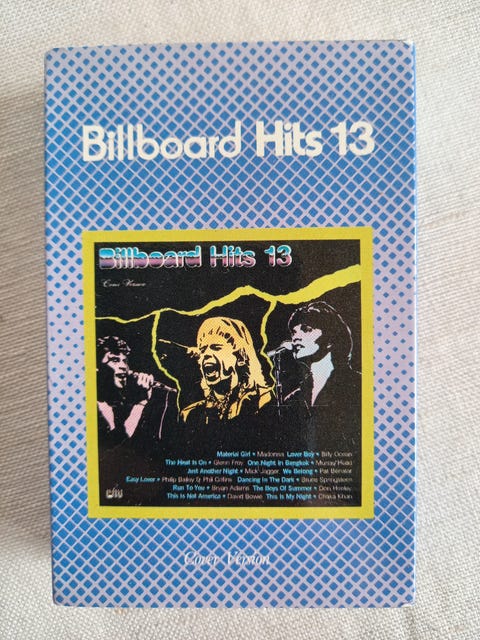 Billboard Hits 13
Billboard Hits 13
Cover Version
Material Girl • Madonna Lover Boy • Billy Ocean
The Heat Is On • Glenn Frey One Night In Bangkok • Murray Head
Just Another Night • Mick Jagger We Belong • Pat Benatar
Easy Lover • Philip Bailey & Phil Collins Dancing In The Dark • Bruce Springsteen
Run To You • Bryan Adams The Boys Of Summer • Don Henley
This Is Not America • David Bowie This Is My Night • Chaka Khan
Cover Version